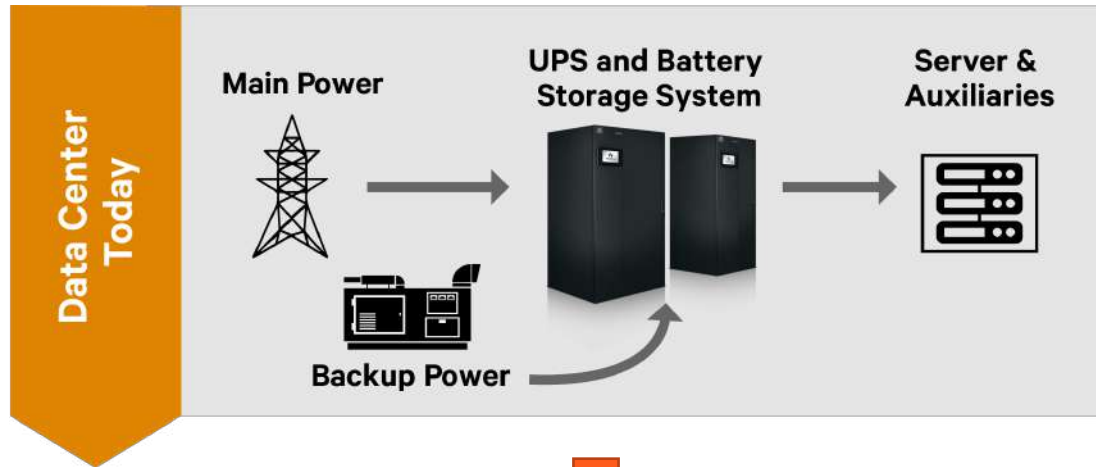 Data Center
Today
Main Power
UPS and Battery
Storage System
Server &
Auxiliaries
Backup Power